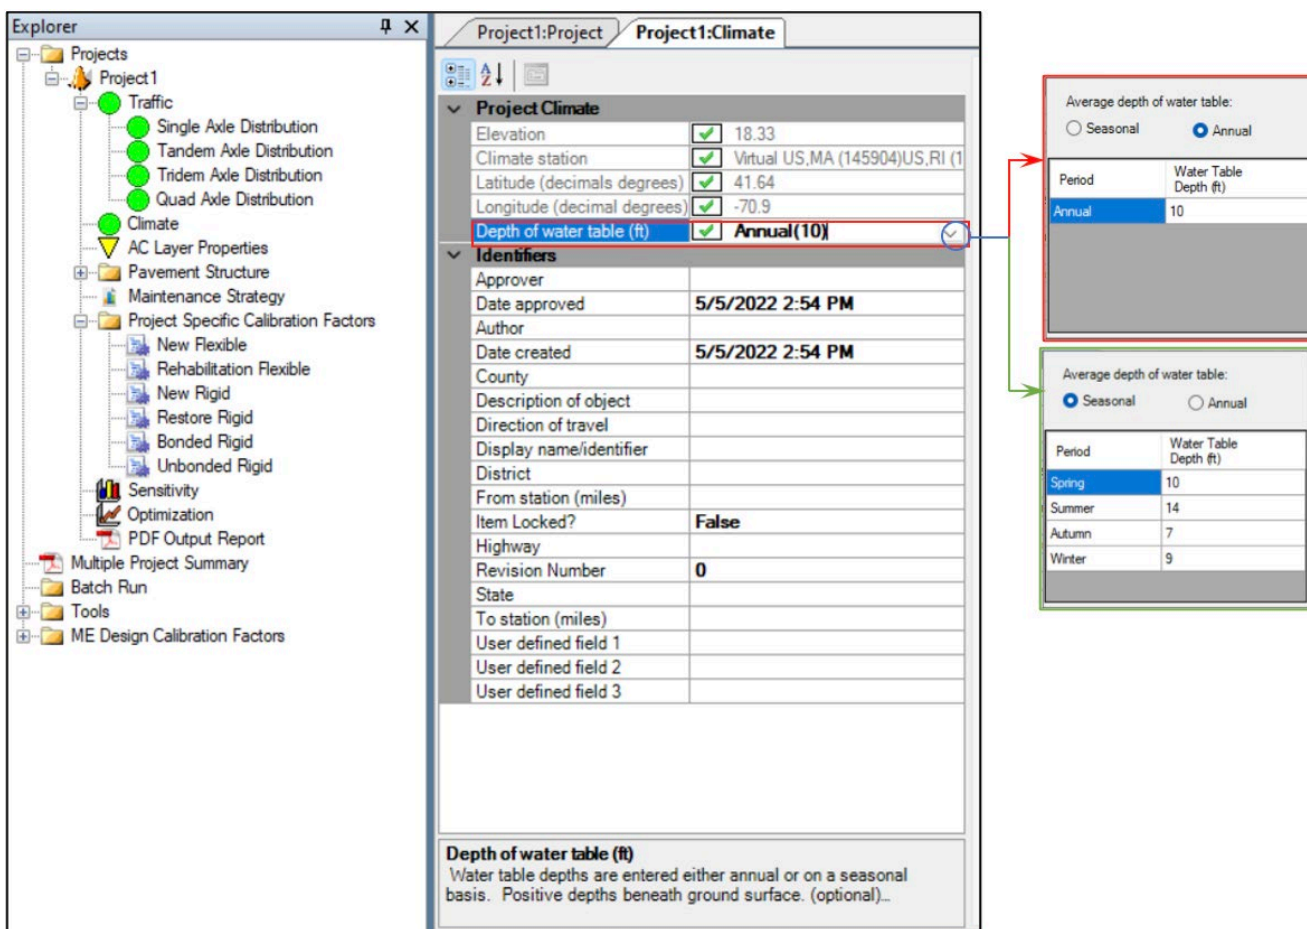 Explorer
Projects
Project1
Traffic
Single Axle Distribution
Tandem Axle Distribution
Tridem Axle Distribution
Quad Axle Distribution
Climate
AC Layer Properties
Pavement Structure
Maintenance Strategy
Project Specific Calibration Factors
New Flexible
Rehabilitation Flexible
New Rigid
Restore Rigid
Bonded Rigid
Unbonded Rigid
Sensitivity
Optimization
PDF Output Report
Multiple Project Summary
Batch Run
Tools
ME Design Calibration Factors
Project1:Project Project1:Climate
Project Climate
Elevation 18.33
Climate station Virtual US,MA (145904)US,RI (1
Latitude (decimals degrees) 41.64
Longitude (decimal degrees) -70.9
Depth of water table (ft) Annual(10)
Identifiers
Approver
Date approved 5/5/2022 2:54 PM
Author
Date created 5/5/2022 2:54 PM
County
Description of object
Direction of travel
Display name/identifier
District
From station (miles)
Item Locked? False
Highway
Revision Number 0
State
To station (miles)
User defined field 1
User defined field 2
User defined field 3
Depth of water table (ft)
Water table depths are entered either annual or on a seasonal
basis. Positive depths beneath ground surface. (optional)...
Average depth of water table:
Seasonal Annual
Period Water Table
Depth (ft)
Annual 10
Average depth of water table:
Seasonal Annual
Period Water Table
Depth (ft)
Spring 10
Summer 14
Autumn 7
Winter 9